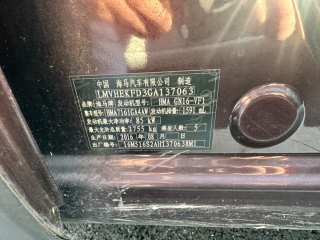 中国 海马汽车有限公司 制造
LMVHEKFD3GA137063
品牌 海马牌 发动机型号 HMA GN16-VF1
整车型号 HMA7161GA4AW 发动机排量 1591 mL
发动机最大净功率 85 kW
最大允许总质量 1755 kg 乘坐人数 5
生产日期 2016 年 08 月
16M516S2AH1370638M1